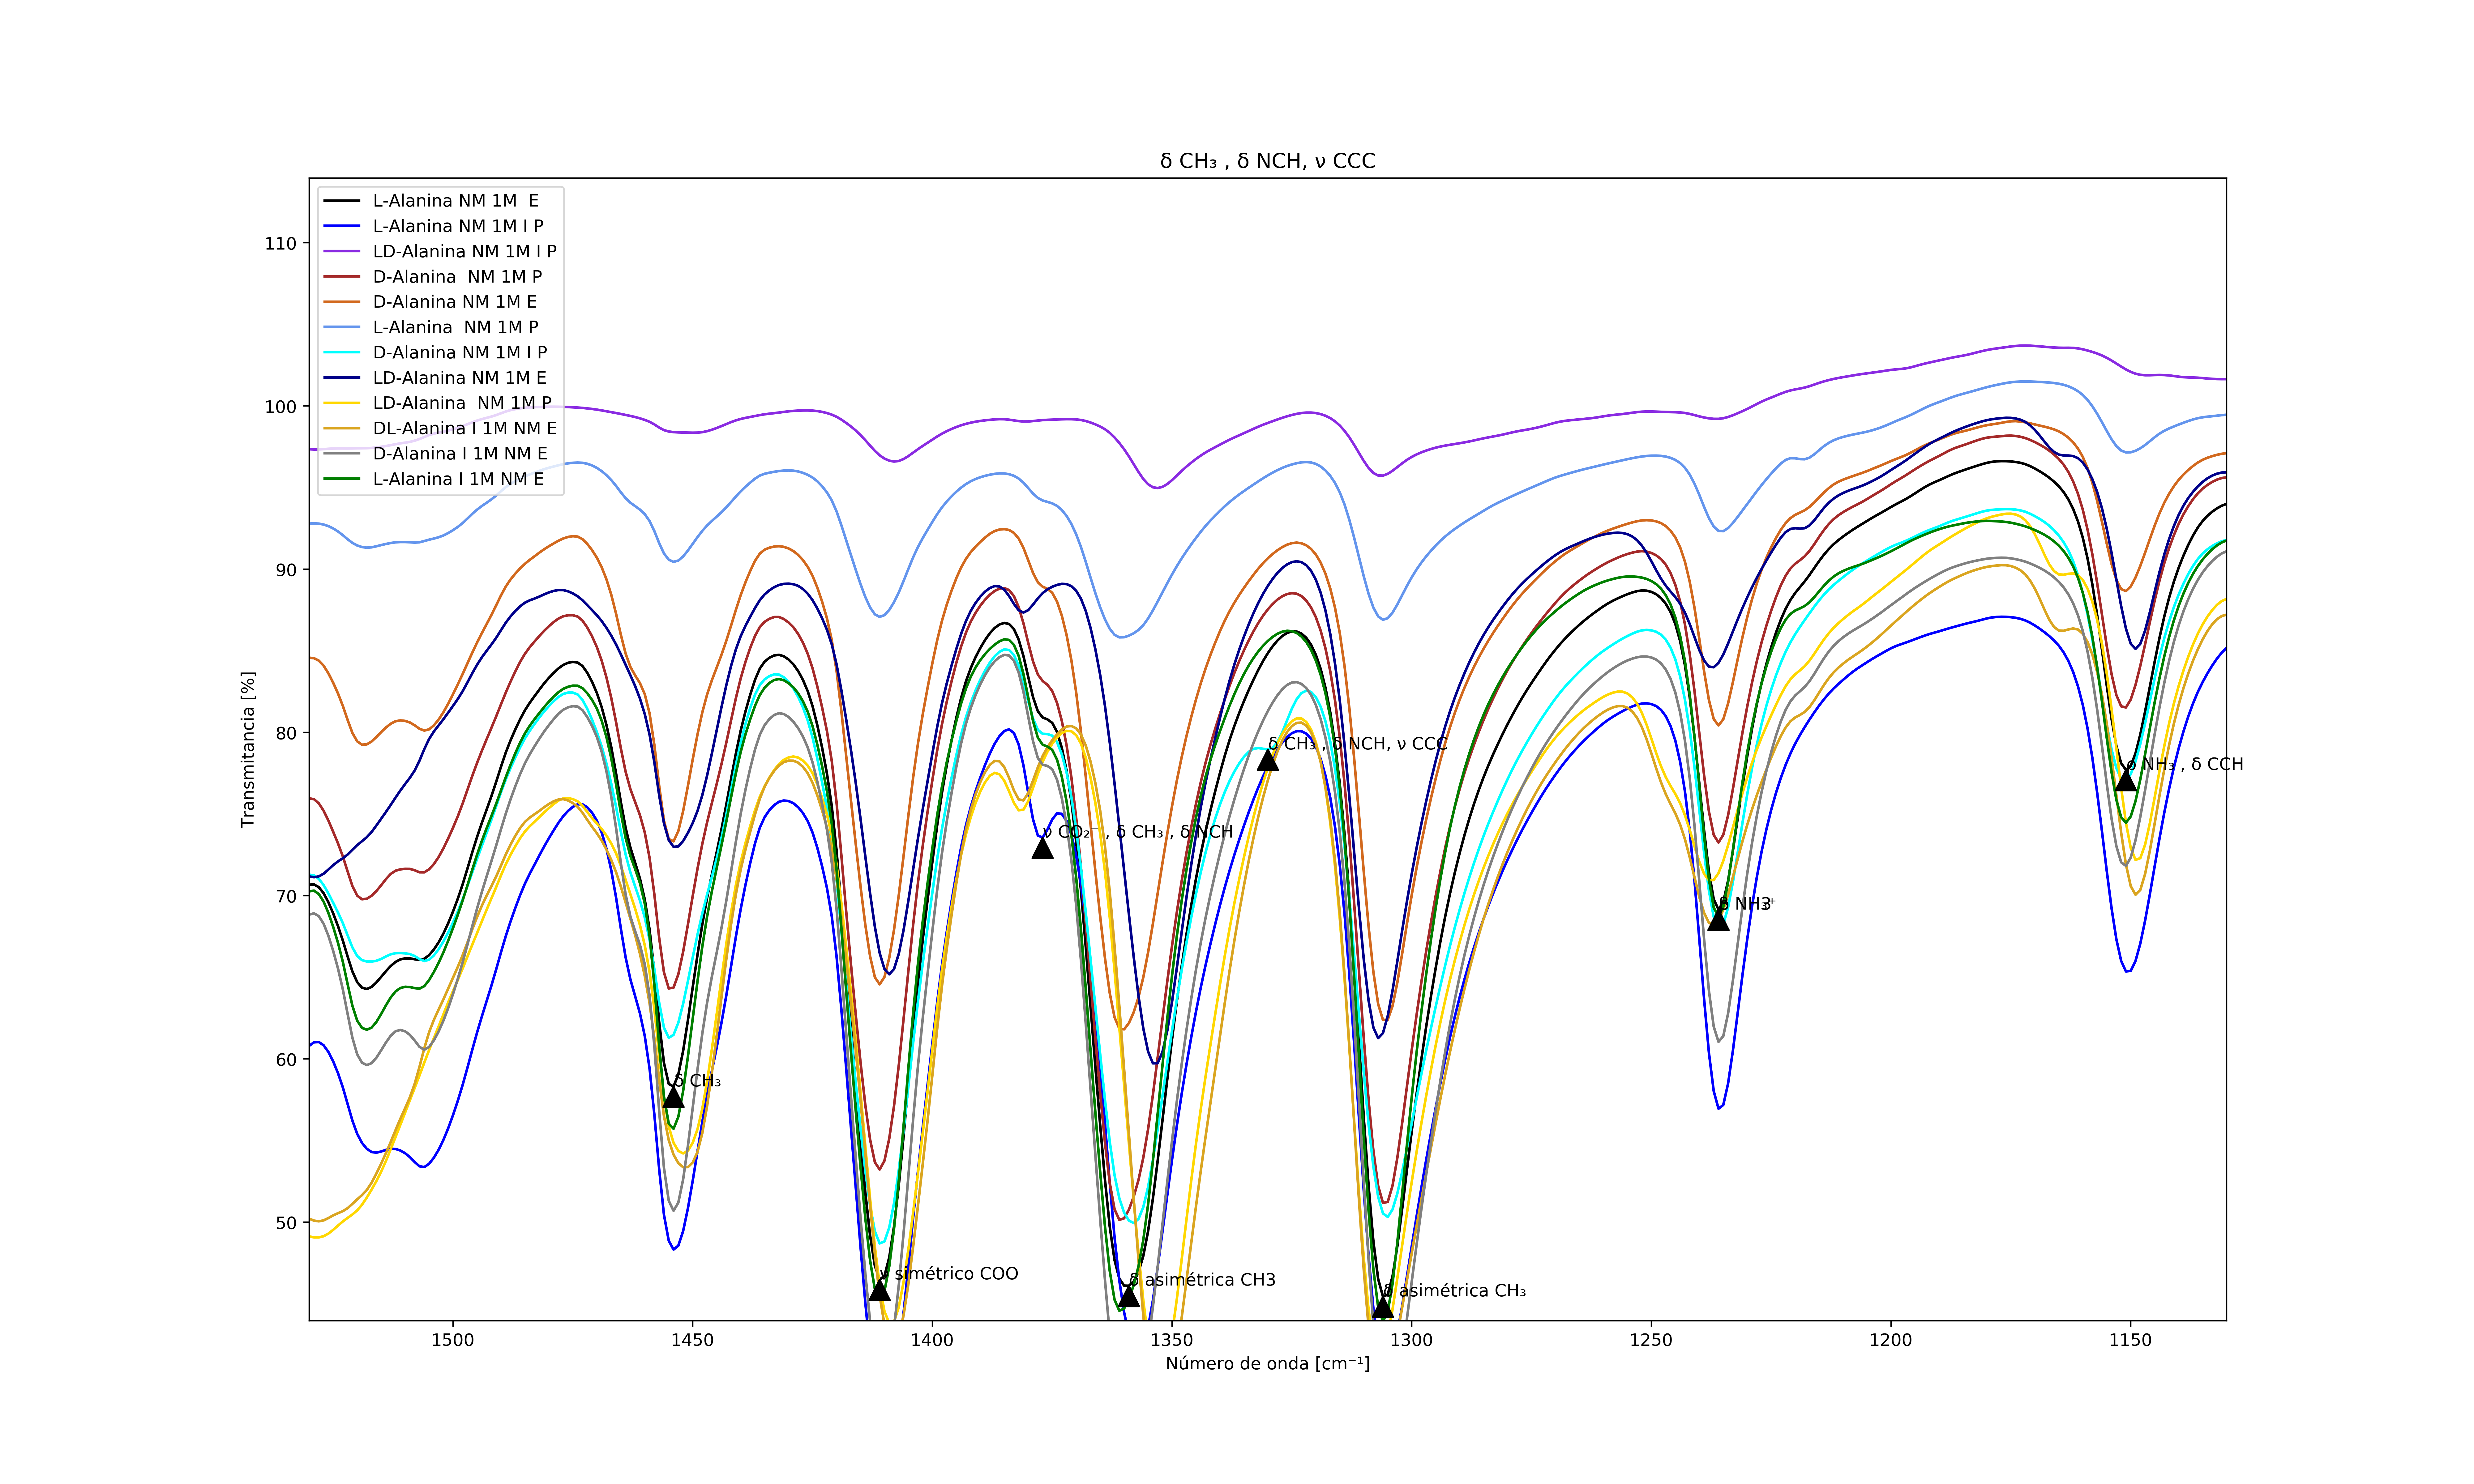 δ CH₃ , δ NCH, ν CCC
L-Alanina NM 1M  E
L-Alanina NM 1M I P
LD-Alanina NM 1M I P
D-Alanina  NM 1M P
D-Alanina NM 1M E
L-Alanina  NM 1M P
D-Alanina NM 1M I P
LD-Alanina NM 1M E
LD-Alanina  NM 1M P
DL-Alanina I 1M NM E
D-Alanina I 1M NM E
L-Alanina I 1M NM E
110
100
90
80
70
60
50
Transmitancia [%]
δ CH₃ , δ NCH, ν CCC
δ NH₃ , δ CCH
ν CO₂⁻ , δ CH₃ , δ NCH
δ CH₃
ν simétrico COO
δ asimétrica CH3
δ asimétrica CH₃
1500
1450
1400
1350
1300
1250
1200
1150
Número de onda [cm⁻¹]